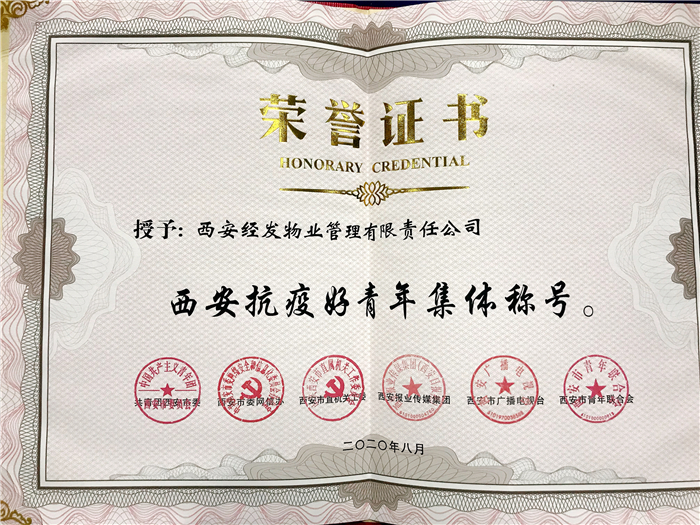 荣誉证书
HONORARY CREDENTIAL
授予：西安经发物业管理有限责任公司
西安抗疫好青年集体称号。
共青团西安市委 西安市委网信办 西安市直机关工委 西安报业传媒集团 西安市广播电视台 西安市青年联合会
二〇二〇年八月